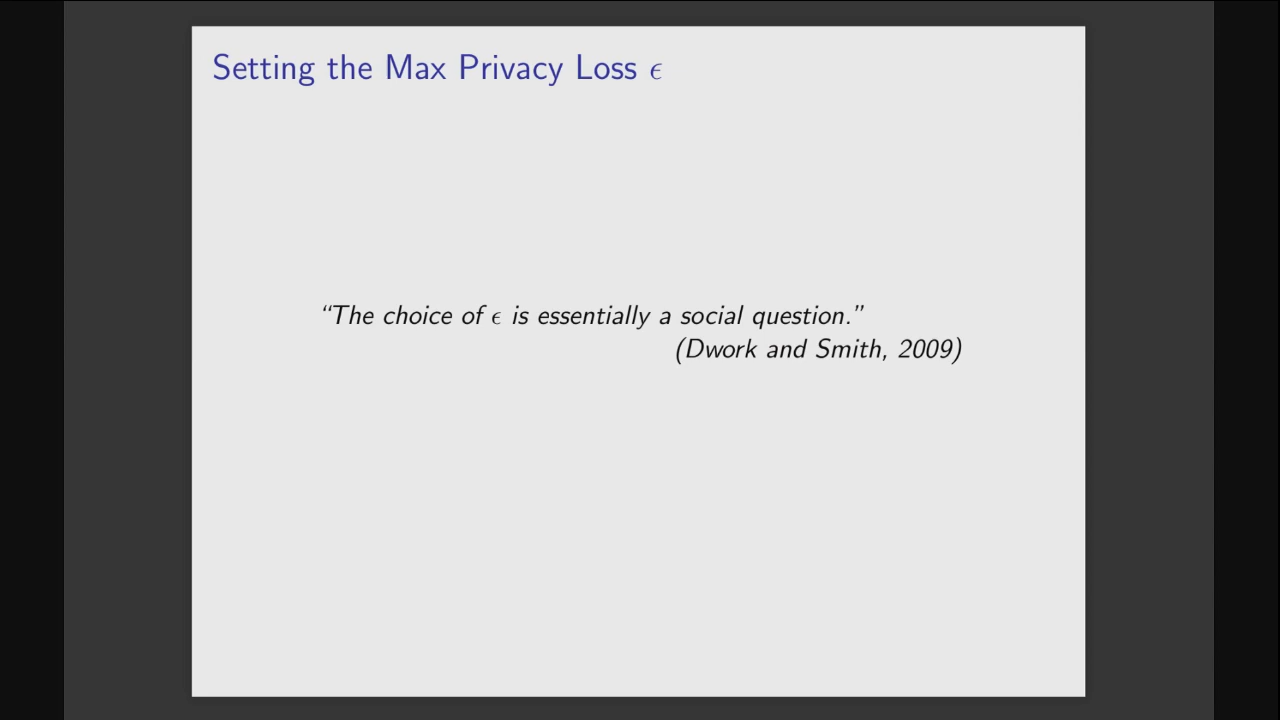 Setting the Max Privacy Loss ϵ
“The choice of ϵ is essentially a social question.”
(Dwork and Smith, 2009)